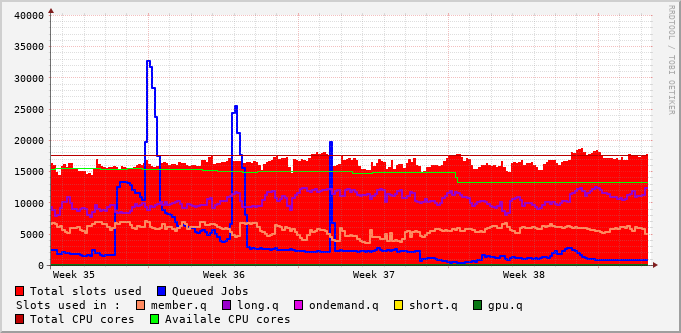 40000
35000
30000
25000
20000
15000
10000
5000
0
Week 35 Week 36 Week 37 Week 38
RRDTOOL / TOBI OETIKER
Total slots used Queued Jobs
Slots used in : member.q long.q ondemand.q short.q gpu.q
Total CPU cores Availale CPU cores